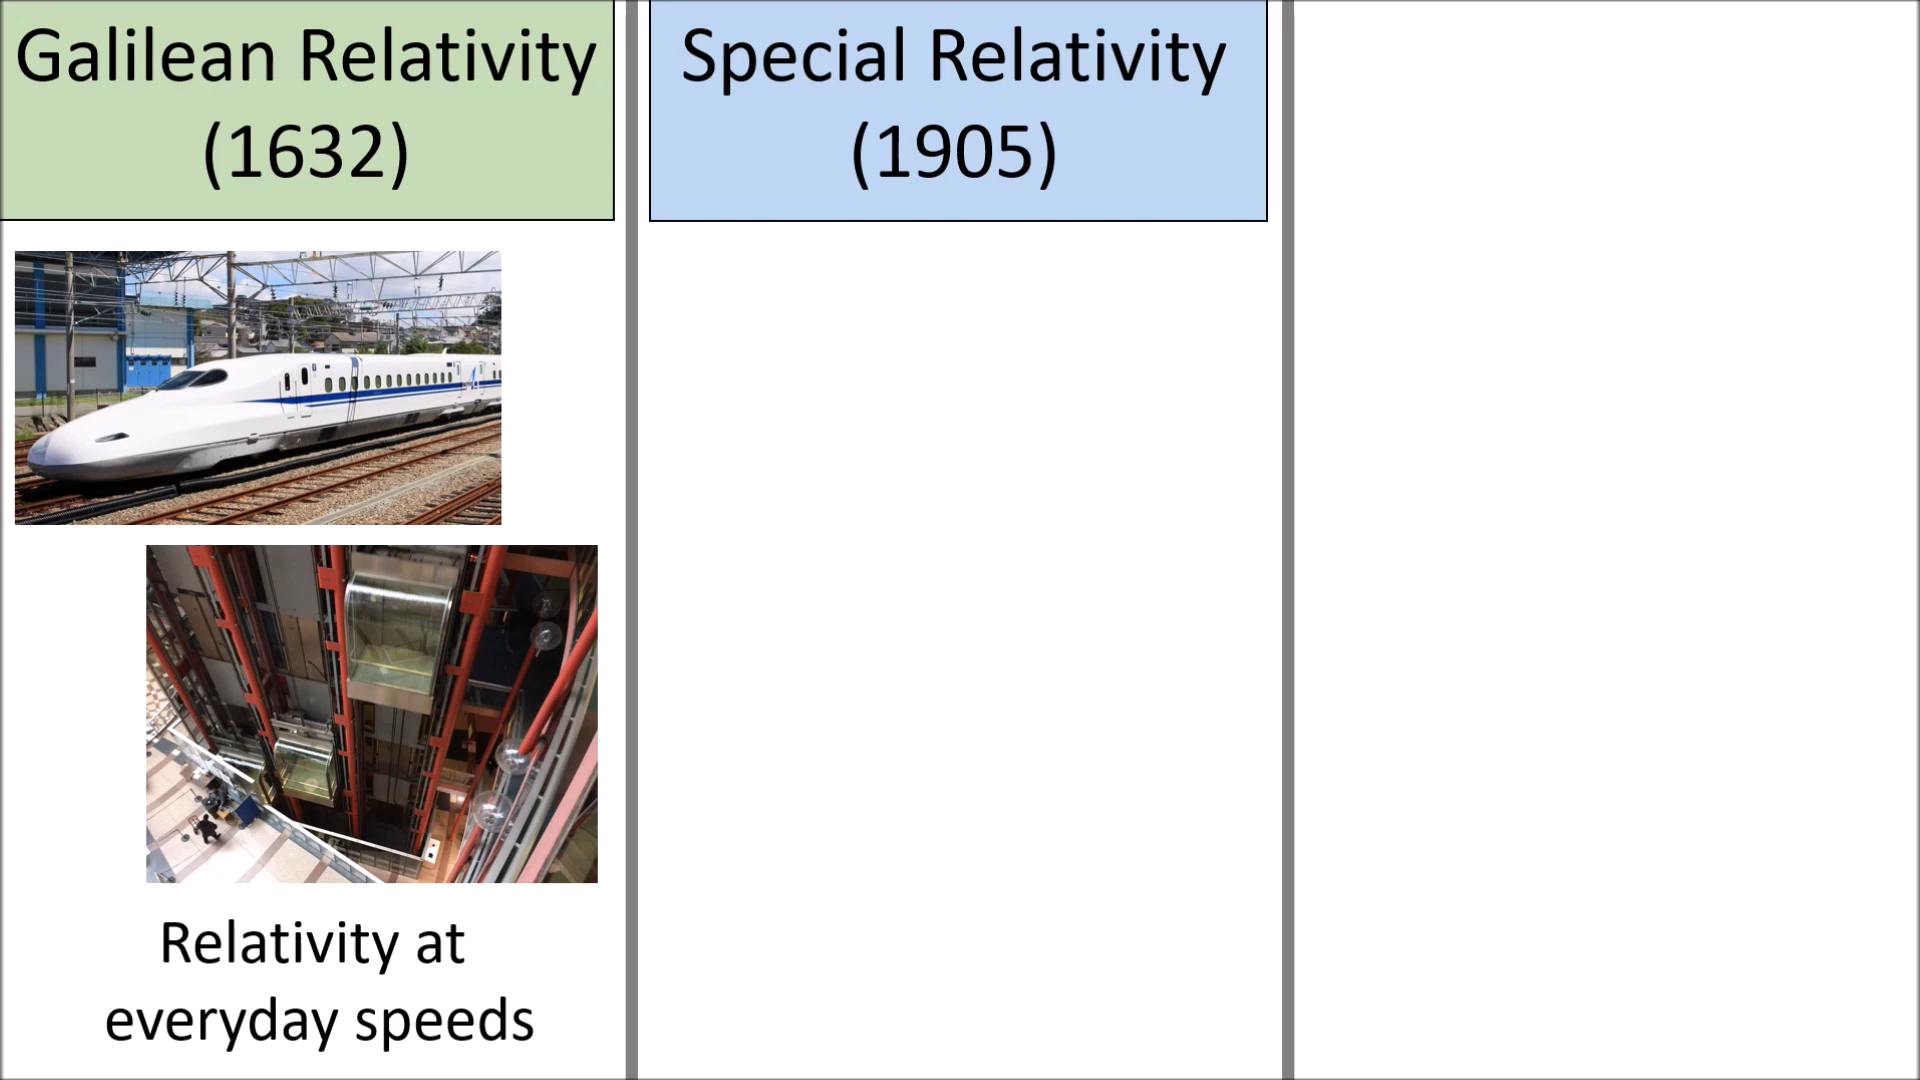 Galilean Relativity
(1632)
Special Relativity
(1905)
Relativity at
everyday speeds